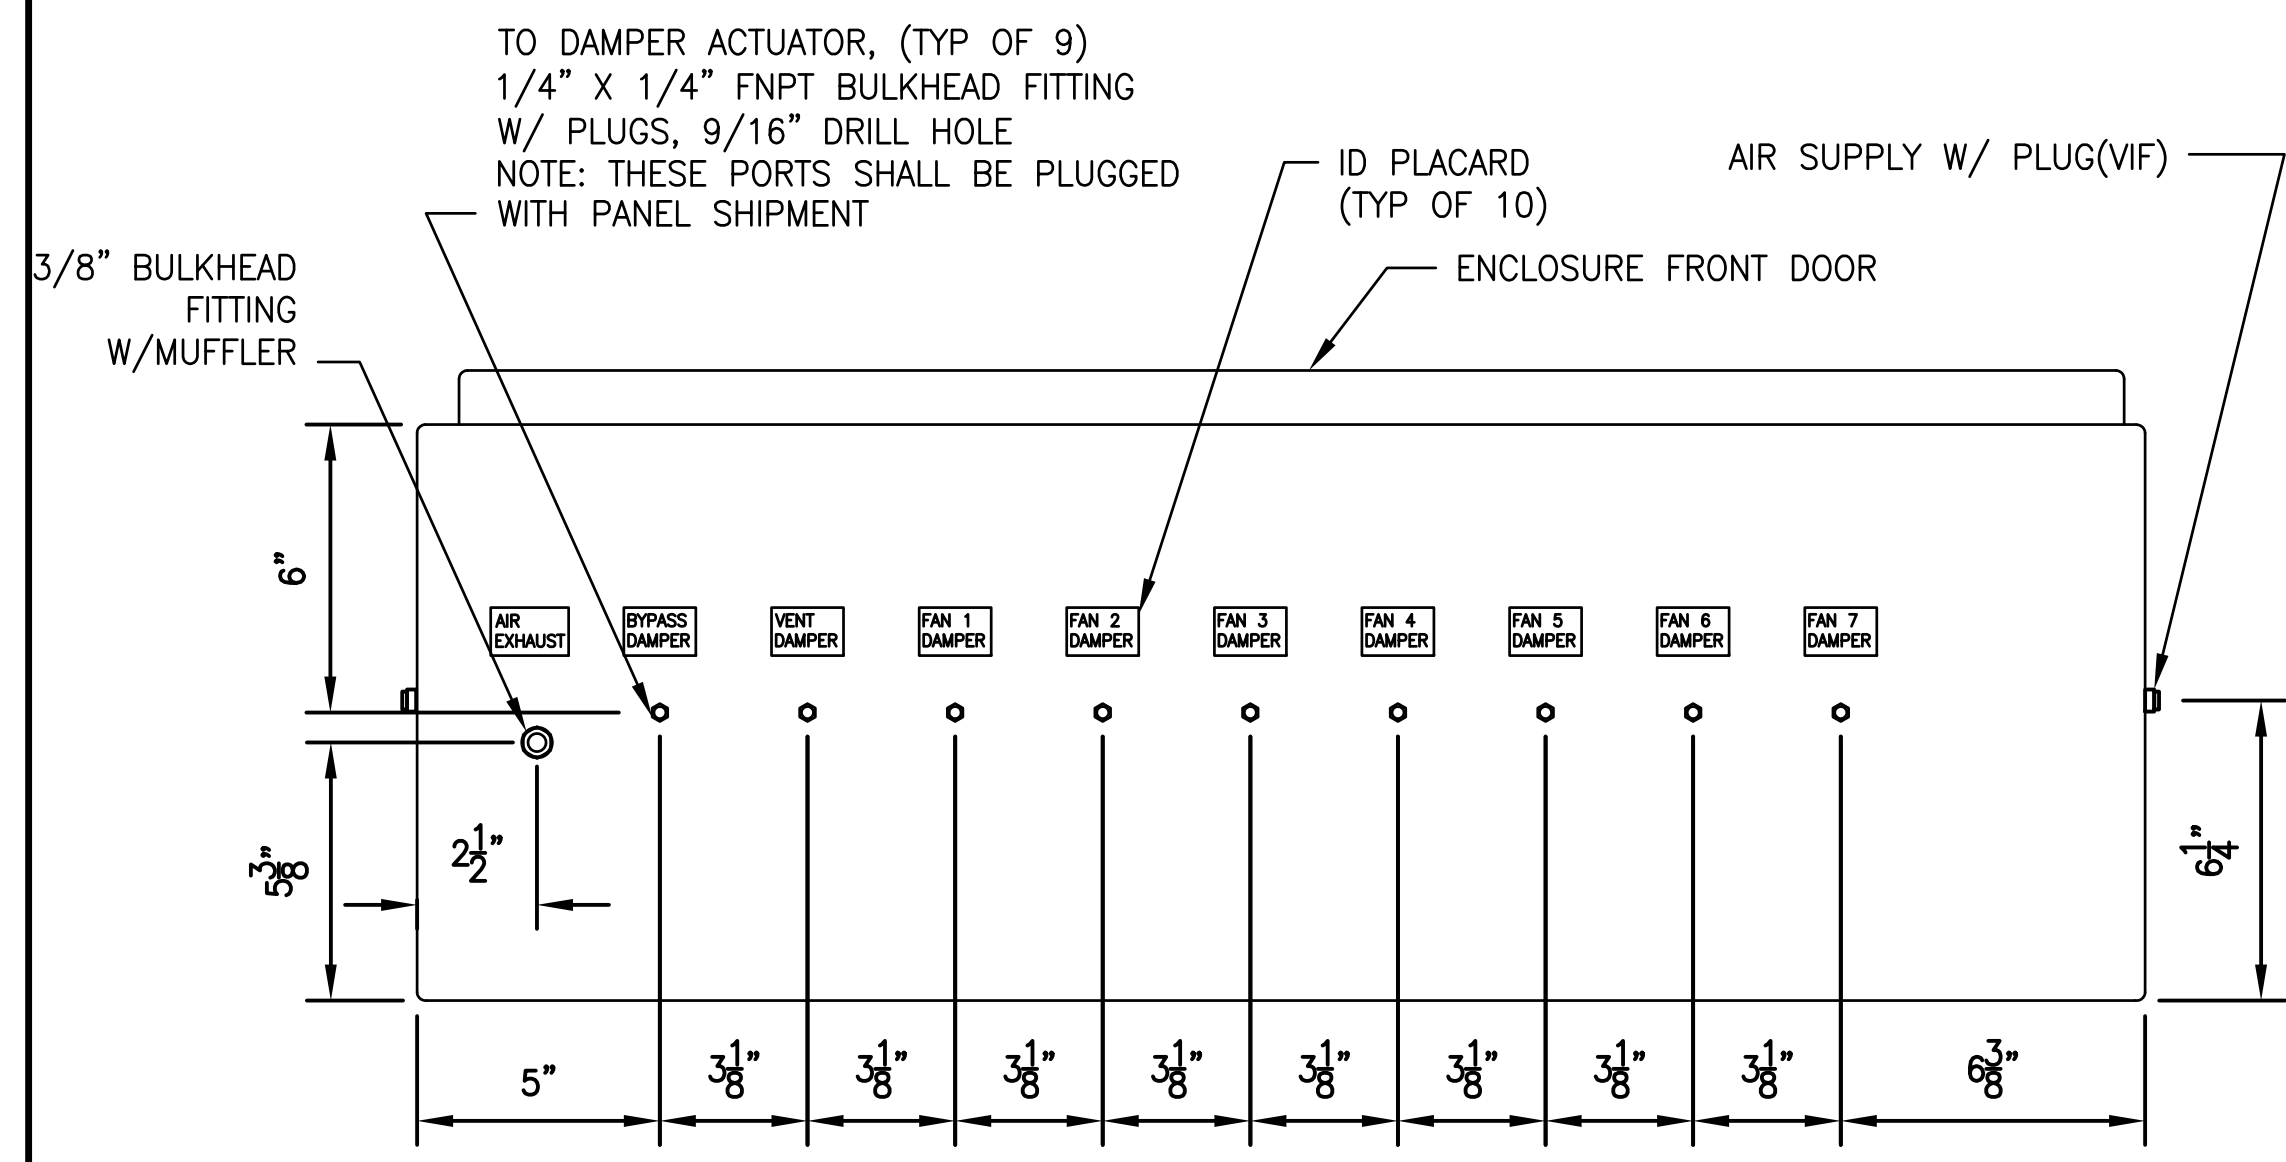 TO DAMPER ACTUATOR, (TYP OF 9)
1/4” X 1/4” FNPT BULKHEAD FITTING
W/ PLUGS, 9/16” DRILL HOLE
NOTE: THESE PORTS SHALL BE PLUGGED
WITH PANEL SHIPMENT
ID PLACARD
(TYP OF 10)
AIR SUPPLY W/ PLUG(VIF)
ENCLOSURE FRONT DOOR
3/8” BULKHEAD
FITTING
W/MUFFLER
6”
AIR
EXHAUST
BYPASS
DAMPER
VENT
DAMPER
FAN 1
DAMPER
FAN 2
DAMPER
FAN 3
DAMPER
FAN 4
DAMPER
FAN 5
DAMPER
FAN 6
DAMPER
FAN 7
DAMPER
5 3/8”
2 1/2”
6 1/4”
5”
3 1/8”
3 1/8”
3 1/8”
3 1/8”
3 1/8”
3 1/8”
3 1/8”
3 1/8”
6 3/8”